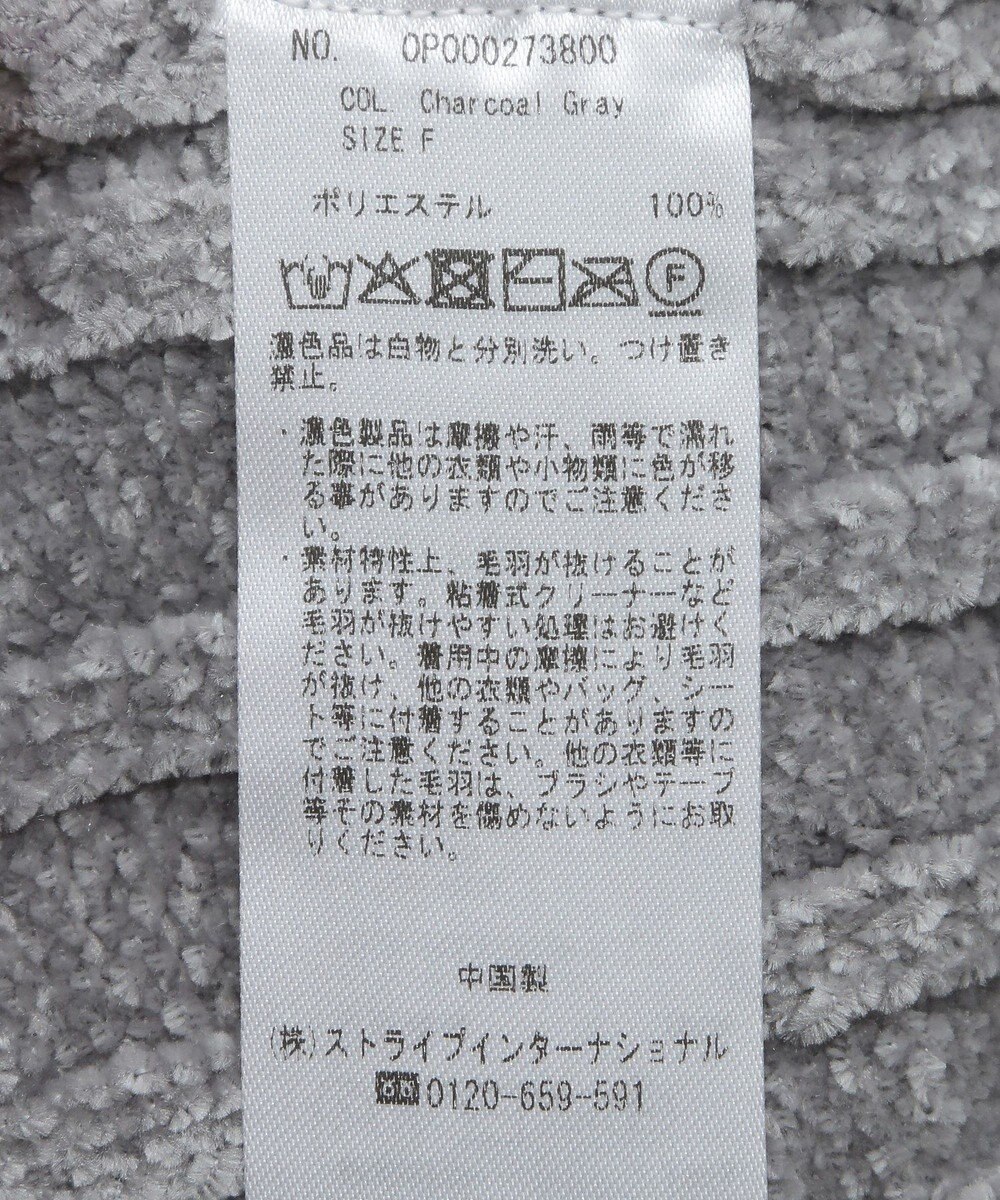 NO. OP000273800
COL. Charcoal Gray
SIZE F
ポリエステル 100%
F
濃色品は白物と分別洗い。つけ置き
禁止。
・濃色製品は摩擦や汗、雨等で濡れ
た際に他の衣類や小物類に色が移
る事がありますのでご注意くださ
い。
・素材特性上、毛羽が抜けることが
あります。粘着式クリーナーなど
毛羽が抜けやすい処理はお避けく
ださい。着用中の摩擦により毛羽
が抜け、他の衣類やバッグ、シー
ト等に付着することがありますの
でご注意ください。他の衣類等に
付着した毛羽は、ブラシやテープ
等その素材を傷めないようにお取
りください。
中国製
(株)ストライプインターナショナル
0120-659-591